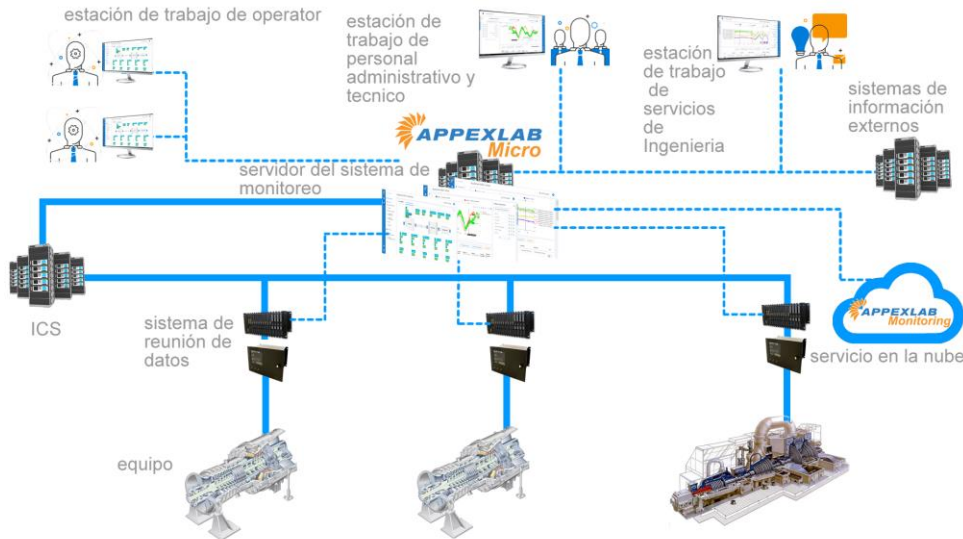 estación de trabajo de operator
estación de
trabajo de
personal
administrativo y
tecnico
estación
de trabajo
de
servicios
de
Ingenieria
sistemas de
información
externos
APPEXLAB
Micro
servidor del sistema de
monitoreo
ICS
sistema de
reunión de
datos
APPEXLAB
Monitoring
servicio en la nube
equipo